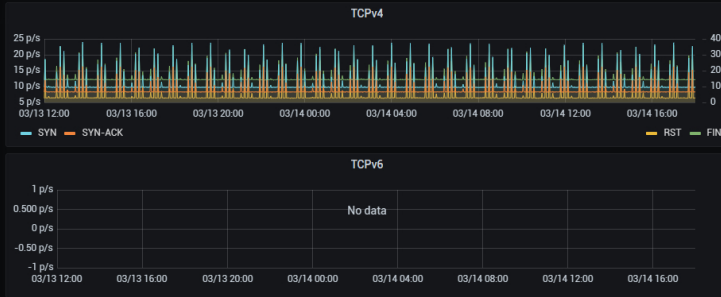 TCPv4
25 p/s 40
20 p/s 30
15 p/s 20
10 p/s 10
5 p/s 0
03/13 12:00 03/13 16:00 03/13 20:00 03/14 00:00 03/14 04:00 03/14 08:00 03/14 12:00 03/14 16:00
SYN SYN-ACK RST FIN
TCPv6
1 p/s
0.500 p/s
No data
0 p/s
-0.50 p/s
-1 p/s
03/13 12:00 03/13 16:00 03/13 20:00 03/14 00:00 03/14 04:00 03/14 08:00 03/14 12:00 03/14 16:00